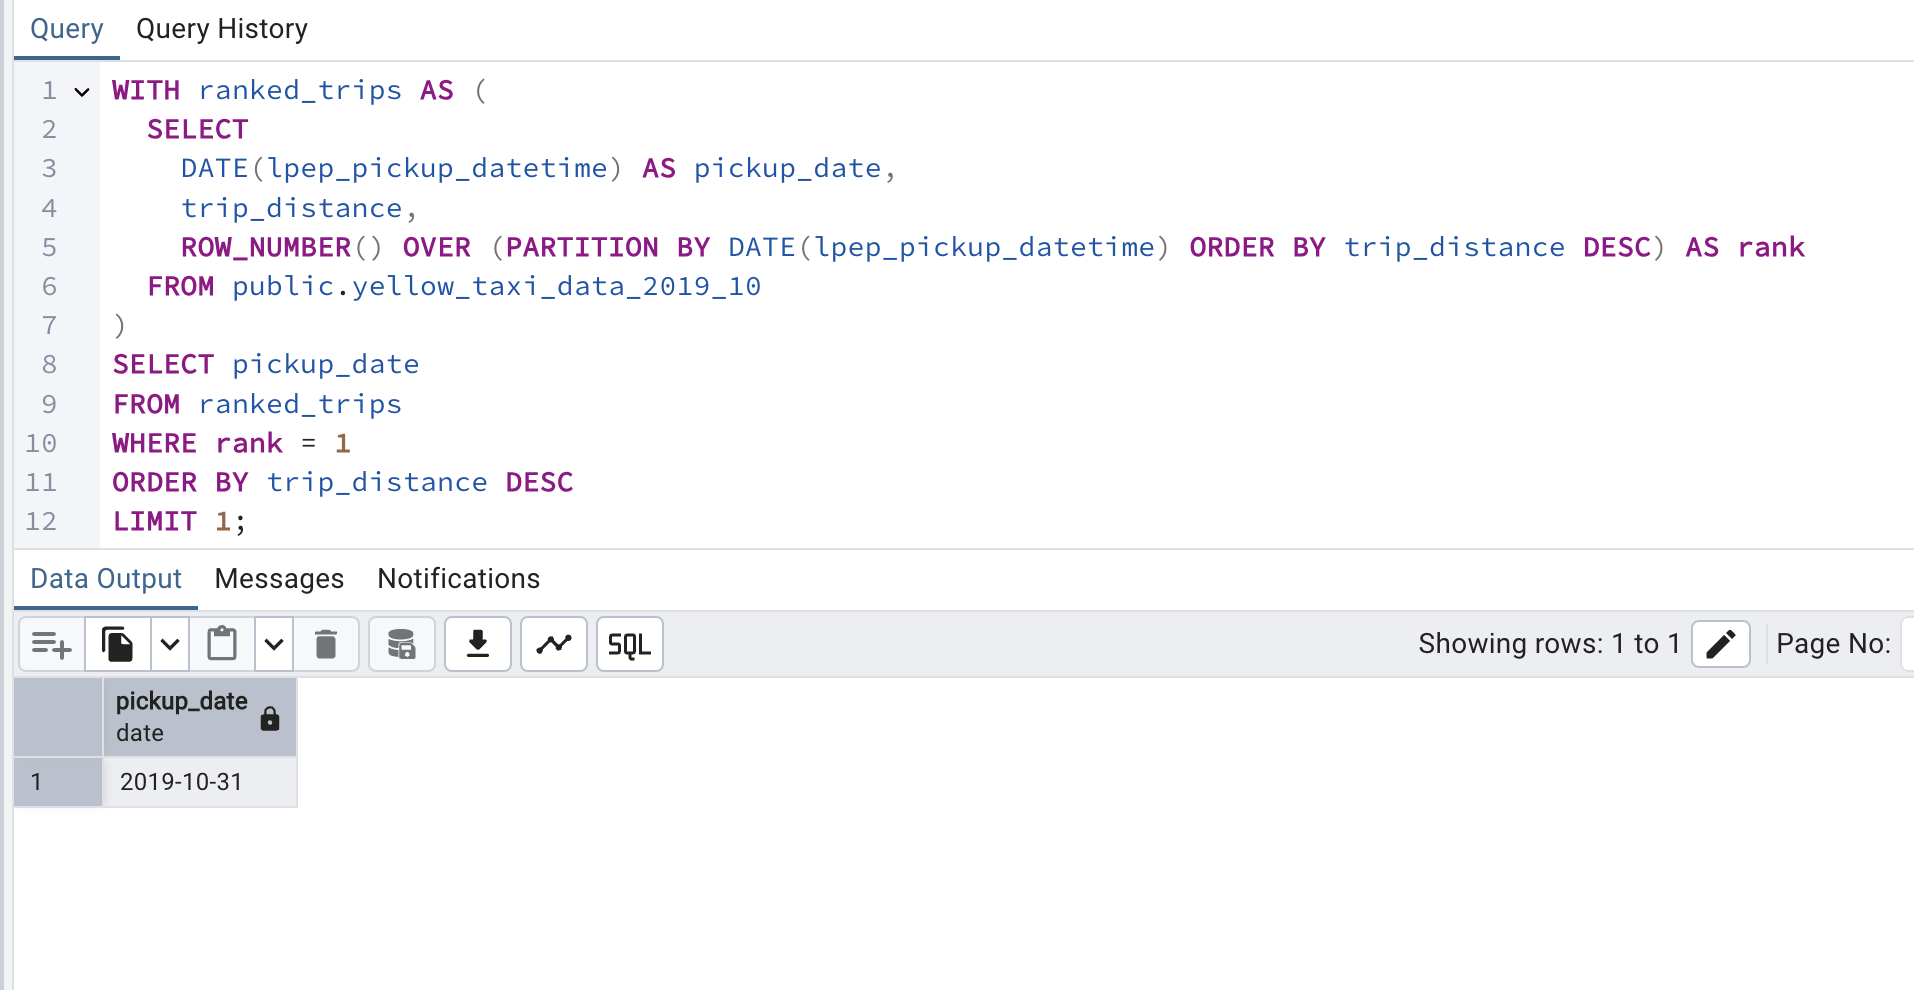 Query Query History
1 WITH ranked_trips AS (
2 SELECT
3 DATE(lpep_pickup_datetime) AS pickup_date,
4 trip_distance,
5 ROW_NUMBER() OVER (PARTITION BY DATE(lpep_pickup_datetime) ORDER BY trip_distance DESC) AS rank
6 FROM public.yellow_taxi_data_2019_10
7 )
8 SELECT pickup_date
9 FROM ranked_trips
10 WHERE rank = 1
11 ORDER BY trip_distance DESC
12 LIMIT 1;
Data Output Messages Notifications
SQL Showing rows: 1 to 1 Page No:
pickup_date
date
1 2019-10-31